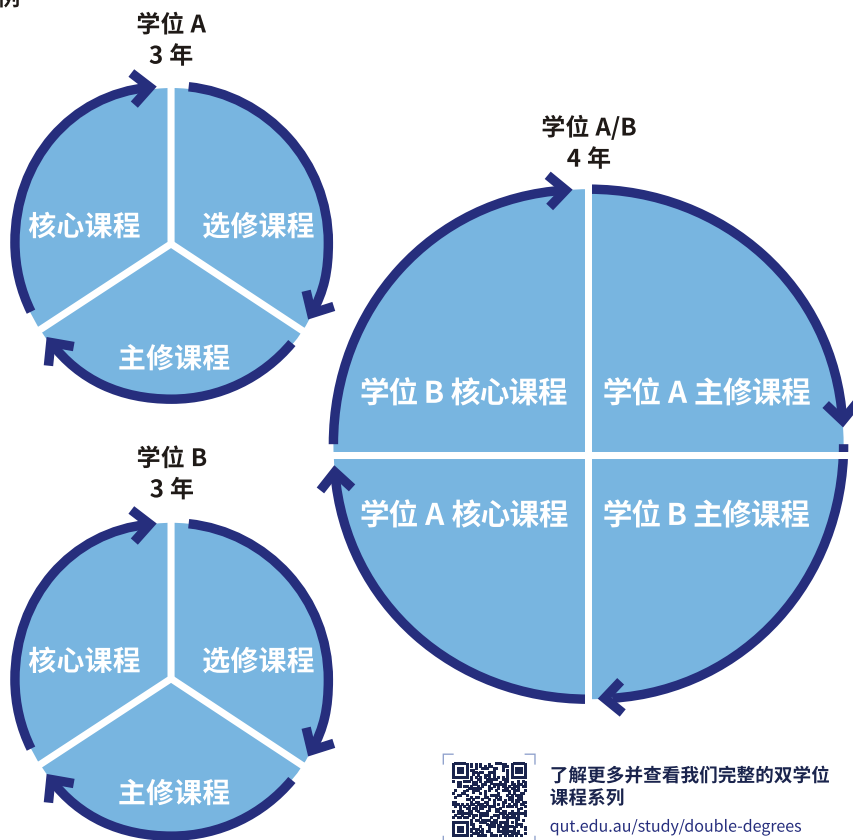 例
学位 A
3 年
核心课程
选修课程
主修课程
学位 B
3 年
核心课程
选修课程
主修课程
学位 A/B
4 年
学位 B 核心课程
学位 A 主修课程
学位 A 核心课程
学位 B 主修课程
了解更多并查看我们完整的双学位
课程系列
qut.edu.au/study/double-degrees